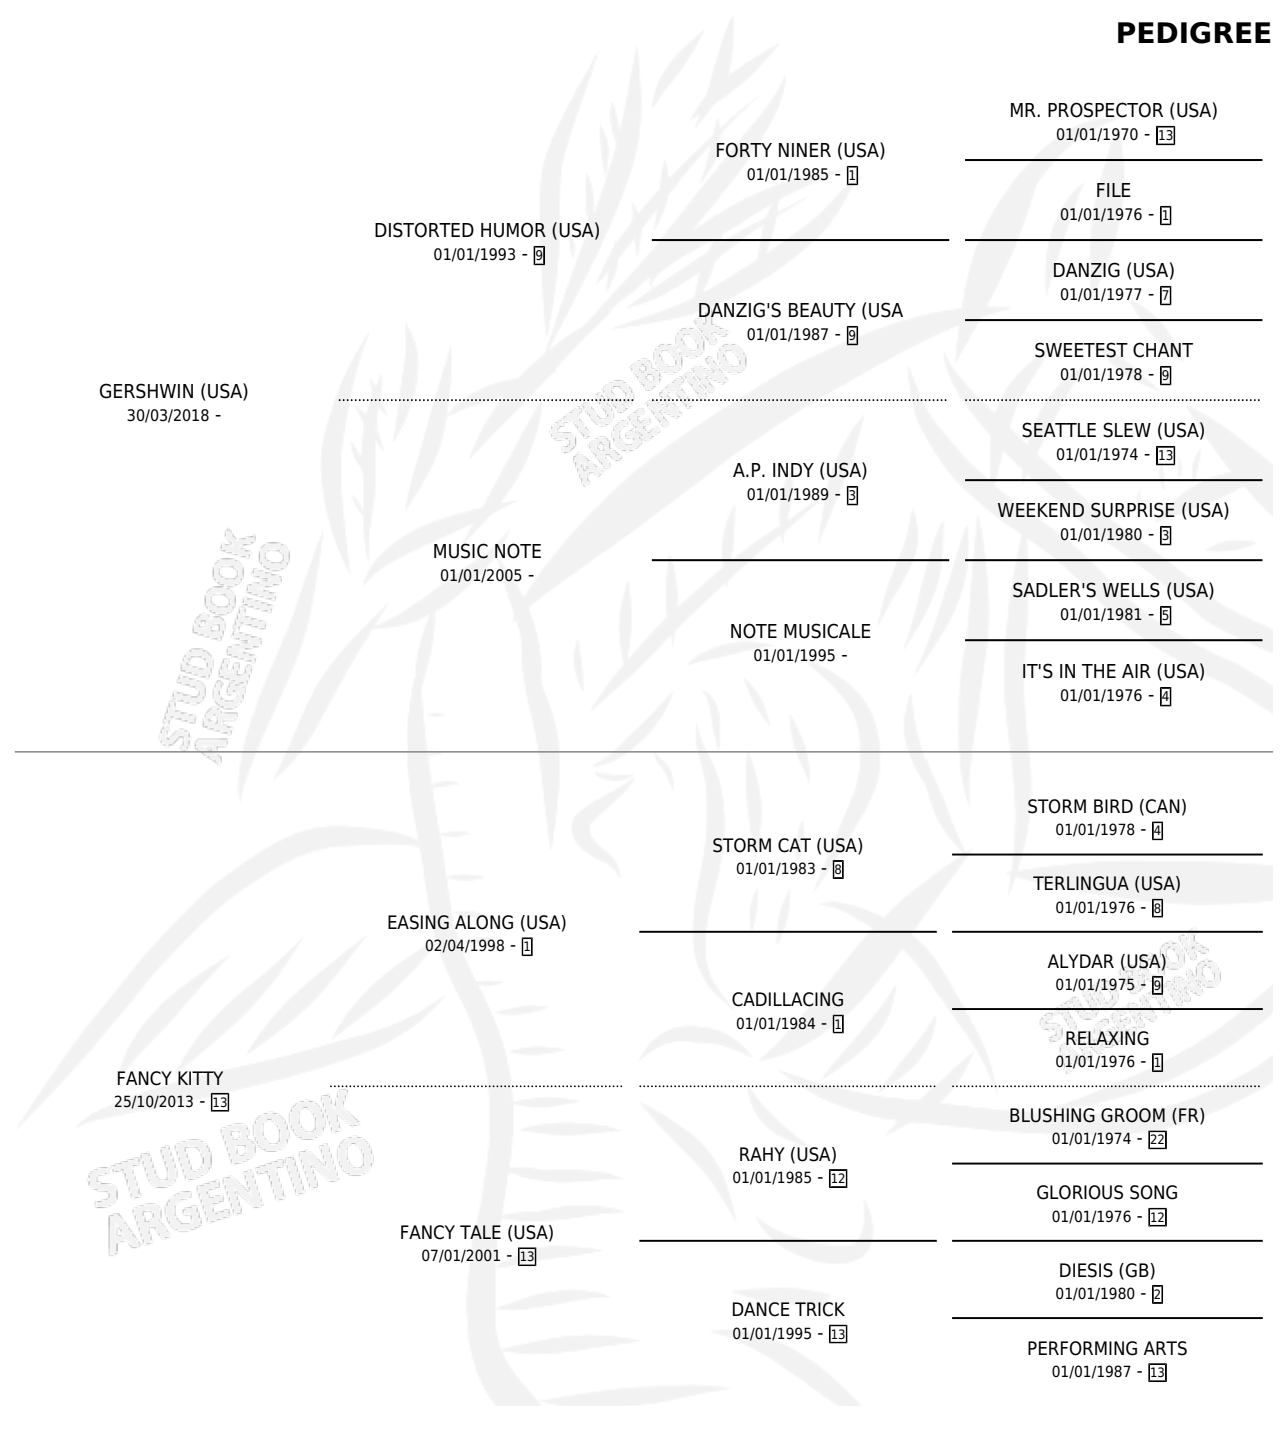 PEDIGREE
MR. PROSPECTOR (USA)
01/01/1970 - 13
FORTY NINER (USA)
01/01/1985 - 1
FILE
01/01/1976 - 1
DISTORTED HUMOR (USA)
01/01/1993 - 9
DANZIG (USA)
01/01/1977 - 7
DANZIG'S BEAUTY (USA
01/01/1987 - 9
SWEETEST CHANT
01/01/1978 - 9
GERSHWIN (USA)
30/03/2018 -
STUD BOOK
ARGENTINO
SEATTLE SLEW (USA)
01/01/1974 - 13
A.P. INDY (USA)
01/01/1989 - 3
WEEKEND SURPRISE (USA)
01/01/1980 - 3
MUSIC NOTE
01/01/2005 -
SADLER'S WELLS (USA)
01/01/1981 - 5
NOTE MUSICALE
01/01/1995 -
IT'S IN THE AIR (USA)
01/01/1976 - 4
STUD BOOK
ARGENTINO
STORM BIRD (CAN)
01/01/1978 - 4
STORM CAT (USA)
01/01/1983 - 8
TERLINGUA (USA)
01/01/1976 - 8
EASING ALONG (USA)
02/04/1998 - 1
ALYDAR (USA)
01/01/1975 - 9
CADILLACING
01/01/1984 - 1
STUD BOOK
ARGENTINO
RELAXING
01/01/1976 - 1
FANCY KITTY
25/10/2013 - 13
BLUSHING GROOM (FR)
01/01/1974 - 22
STUD BOOK
ARGENTINO
RAHY (USA)
01/01/1985 - 12
GLORIOUS SONG
01/01/1976 - 12
FANCY TALE (USA)
07/01/2001 - 13
DIESIS (GB)
01/01/1980 - 2
DANCE TRICK
01/01/1995 - 13
PERFORMING ARTS
01/01/1987 - 13